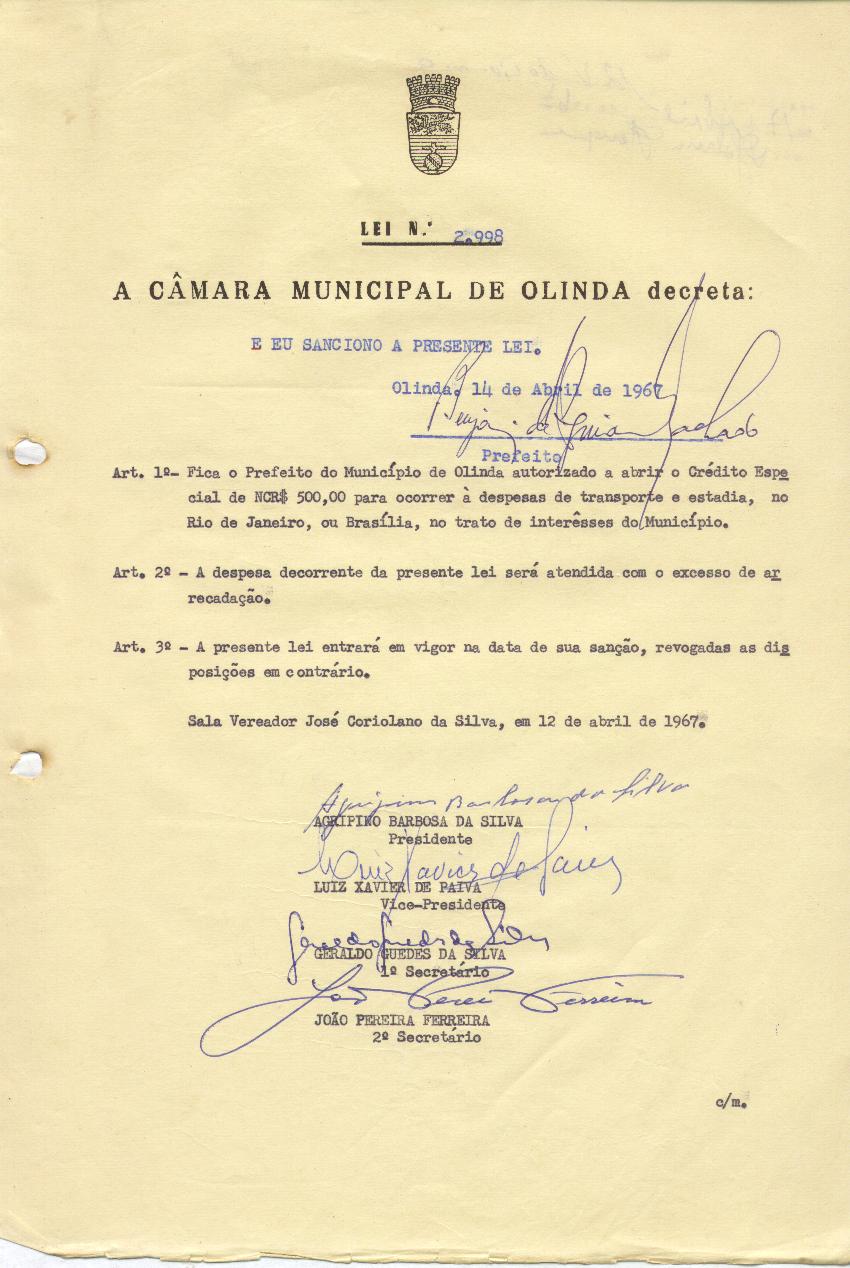 LEI N.º 2.998
A CÂMARA MUNICIPAL DE OLINDA decreta:
E EU SANCIONO A PRESENTE LEI.
Olinda, 14 de Abril de 1967
Prefeito
Art. 1º- Fica o Prefeito do Município de Olinda autorizado a abrir o Crédito Espe
cial de NCR$ 500,00 para ocorrer à despesas de transporte e estadia, no
Rio de Janeiro, ou Brasília, no trato de interêsses do Município.
Art. 2º - A despesa decorrente da presente lei será atendida com o excesso de ar
recadação.
Art. 3º - A presente lei entrará em vigor na data de sua sanção, revogadas as dis
posições em contrário.
Sala Vereador José Coriolano da Silva, em 12 de abril de 1967.
Agripino Barbosa da Silva
AGRIPINO BARBOSA DA SILVA
Presidente
Luiz Xavier de Paiva
LUIZ XAVIER DE PAIVA
Vice-Presidente
Geraldo Guedes da Silva
GERALDO GUEDES DA SILVA
1º Secretário
João Pereira Ferreira
JOÃO PEREIRA FERREIRA
2º Secretário
c/m.